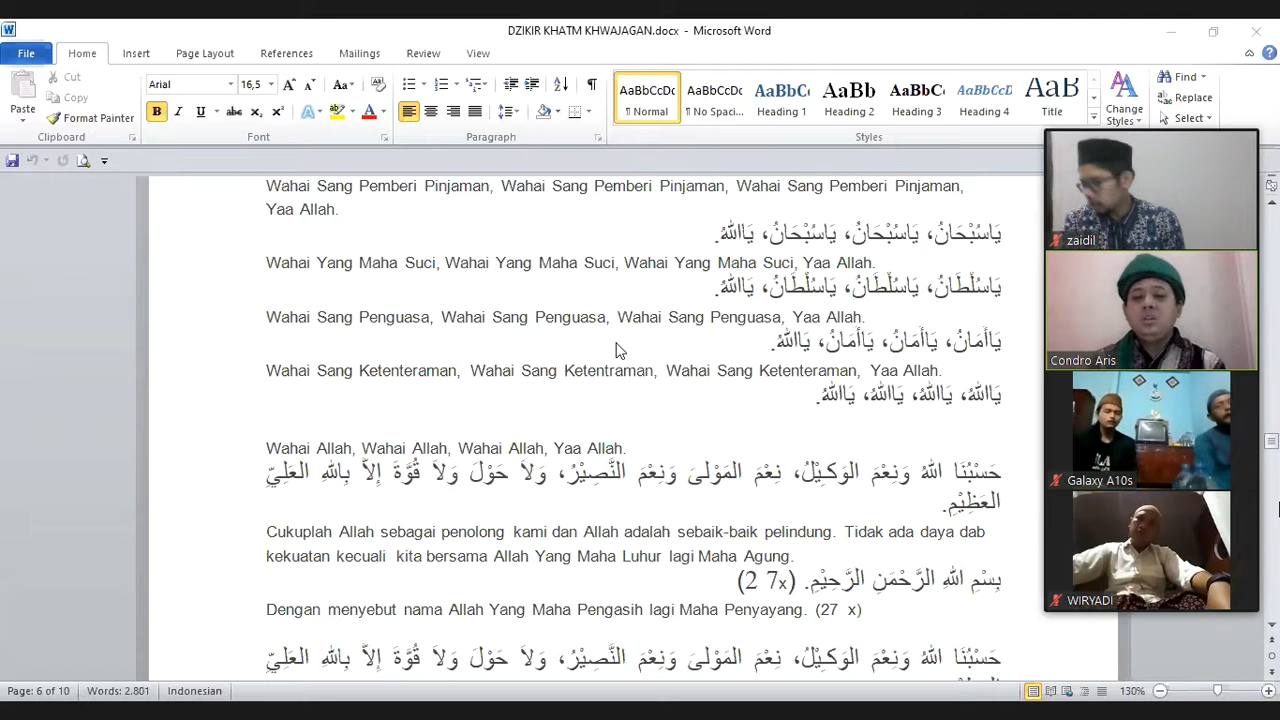 DZIKIR KHATM KHWAJAGAN.docx - Microsoft Word
File Home Insert Page Layout References Mailings Review View
Paste
Cut
Copy
Format Painter
Arial 16,5
AaBbCcDc AaBbCcDc AaBbCc AaBb AaBbCc AaBbCcD AaB
¶ Normal ¶ No Spaci... Heading 1 Heading 2 Heading 3 Heading 4 Title
Change Styles
Find
Replace
Select
Clipboard Font Paragraph Styles
Wahai Sang Pemberi Pinjaman, Wahai Sang Pemberi Pinjaman, Wahai Sang Pemberi Pinjaman,
Yaa Allah.
يَاسُبْحَانُ، يَاسُبْحَانُ، يَاسُبْحَانُ، يَااللهُ.
Wahai Yang Maha Suci, Wahai Yang Maha Suci, Wahai Yang Maha Suci, Yaa Allah.
يَاسُلْطَانُ، يَاسُلْطَانُ، يَاسُلْطَانُ، يَااللهُ.
Wahai Sang Penguasa, Wahai Sang Penguasa, Wahai Sang Penguasa, Yaa Allah.
يَاأَمَانُ، يَاأَمَانُ، يَاأَمَانُ، يَااللهُ.
Wahai Sang Ketenteraman, Wahai Sang Ketentraman, Wahai Sang Ketenteraman, Yaa Allah.
يَااللهُ، يَااللهُ، يَااللهُ، يَااللهُ.
Wahai Allah, Wahai Allah, Wahai Allah, Yaa Allah.
حَسْبُنَا اللهُ وَنِعْمَ الوَكِيْلُ، نِعْمَ المَوْلىَ وَنِعْمَ النَّصِيْرُ، وَلاَ حَوْلَ وَلاَ قُوَّةَ إِلاَّ بِاللهِ العَلِيِّ
العَظِيْمِ.
Cukuplah Allah sebagai penolong kami dan Allah adalah sebaik-baik pelindung. Tidak ada daya dab
kekuatan kecuali kita bersama Allah Yang Maha Luhur lagi Maha Agung.
بِسْمِ اللهِ الرَّحْمَنِ الرَّحِيْمِ. (2 7x)
Dengan menyebut nama Allah Yang Maha Pengasih lagi Maha Penyayang. (27 x)
حَسْبُنَا اللهُ وَنِعْمَ الوَكِيْلُ، نِعْمَ المَوْلىَ وَنِعْمَ النَّصِيْرُ، وَلاَ حَوْلَ وَلاَ قُوَّةَ إِلاَّ بِاللهِ العَلِيِّ
zaidil
Condro Aris
Galaxy A10s
WIRYADI
Page: 6 of 10 Words: 2.801 Indonesian 130%